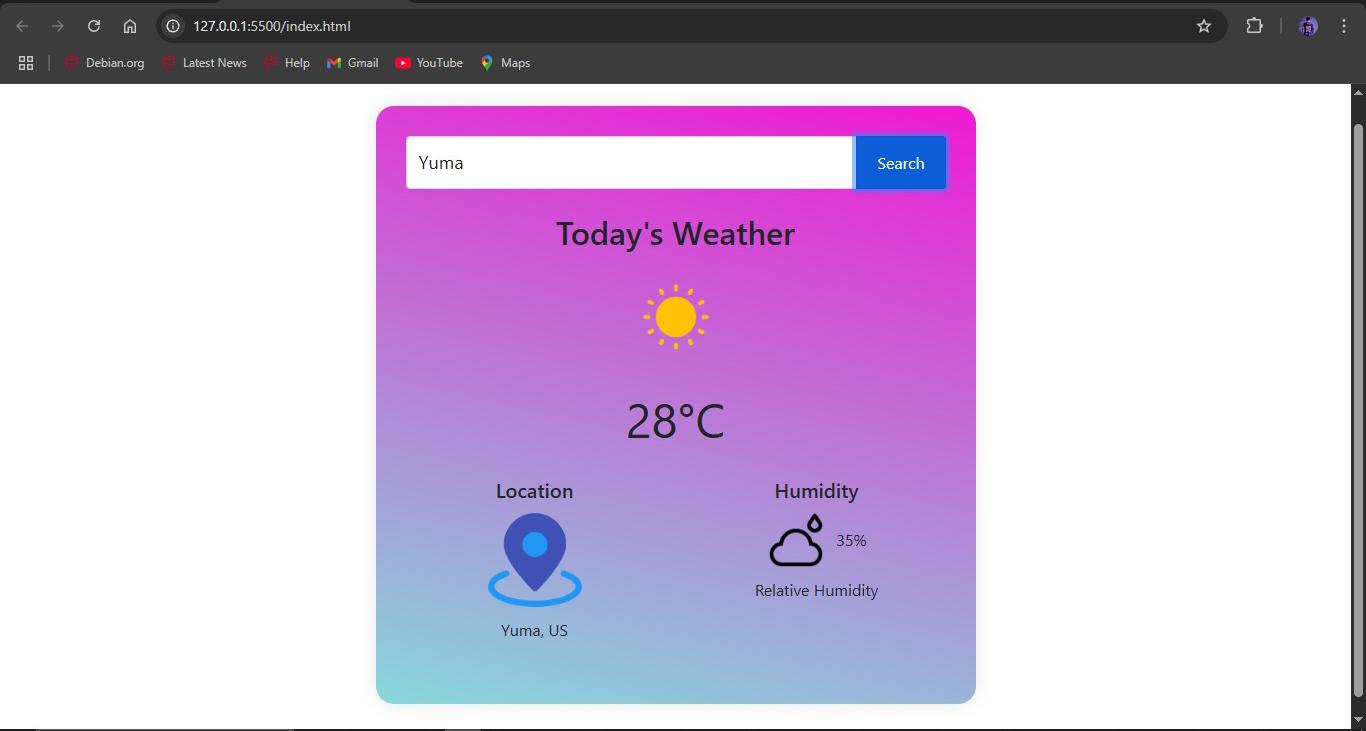 127.0.0.1:5500/index.html
Debian.org Latest News Help Gmail YouTube Maps
Yuma Search
Today's Weather
28°C
Location Humidity
35%
Relative Humidity
Yuma, US